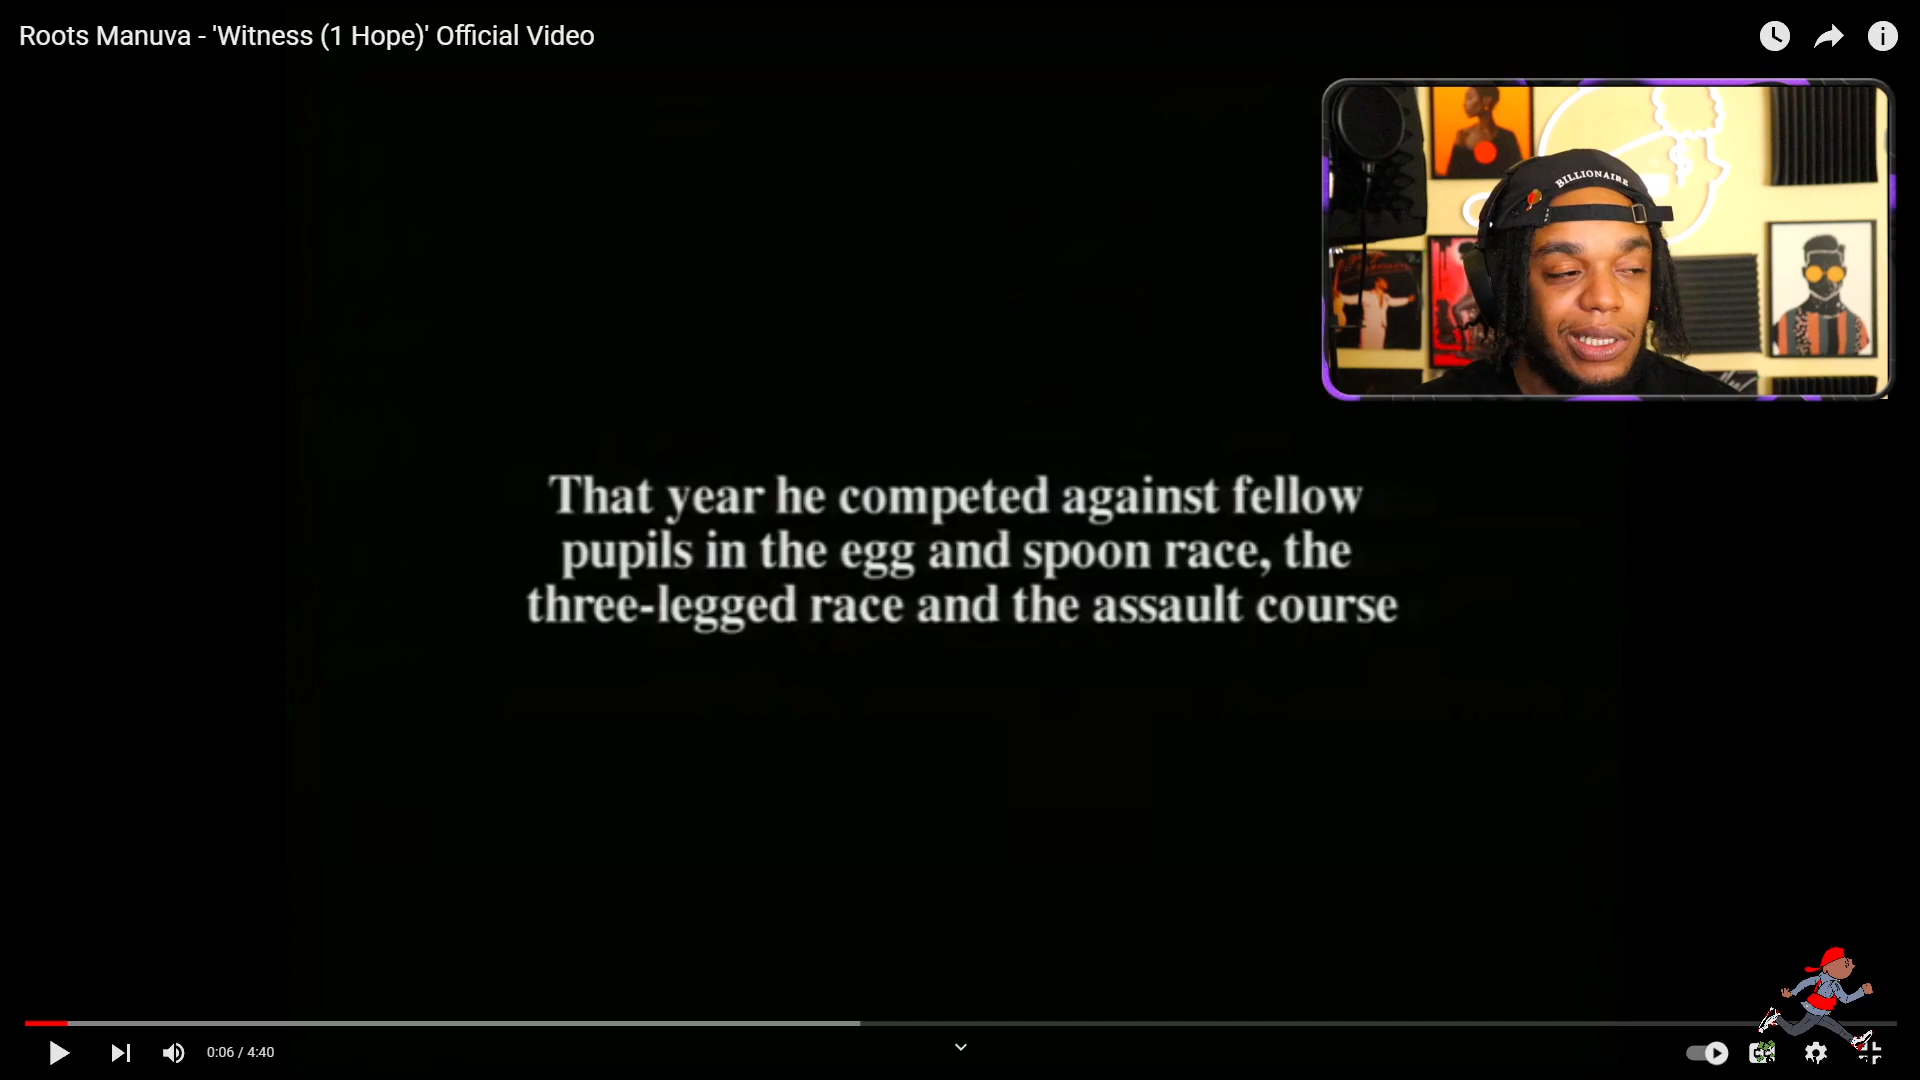 Roots Manuva - 'Witness (1 Hope)' Official Video
BILLIONAIRE
That year he competed against fellow
pupils in the egg and spoon race, the
three-legged race and the assault course
0:06 / 4:40